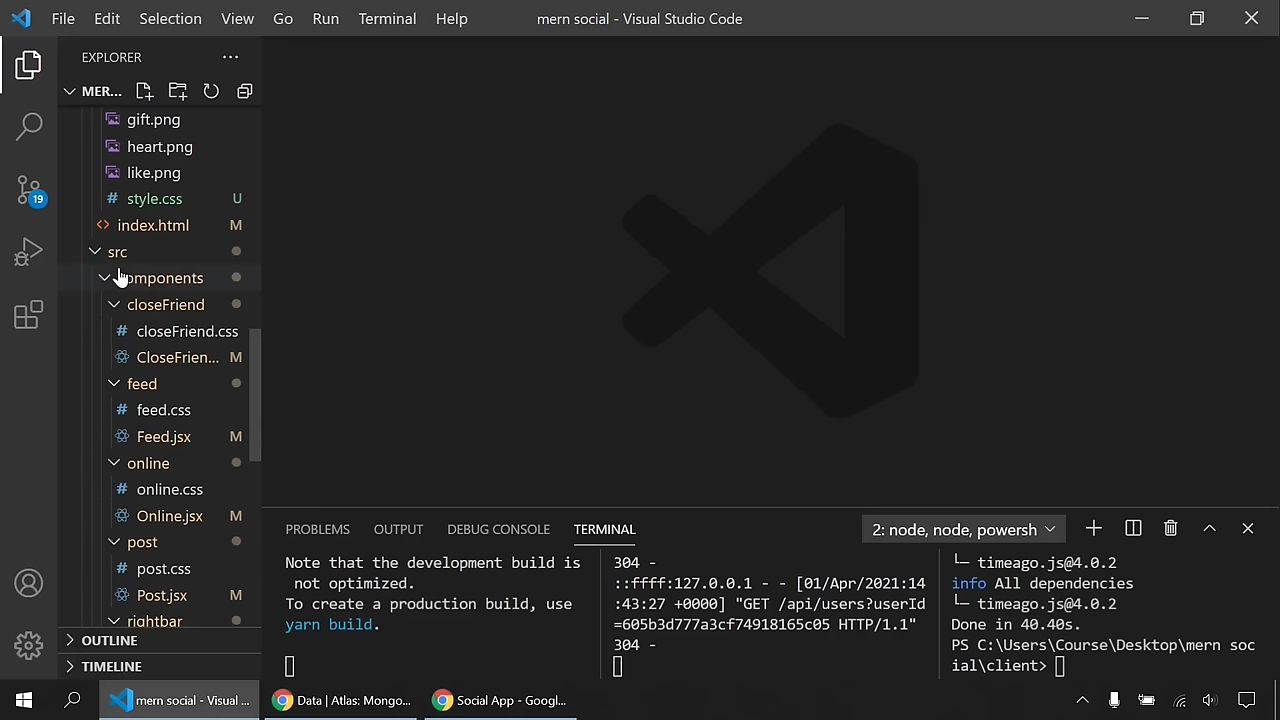 File Edit Selection View Go Run Terminal Help
mern social - Visual Studio Code
EXPLORER
MER...
gift.png
heart.png
like.png
# style.css U
<> index.html M
src
components
closeFriend
# closeFriend.css
CloseFrien... M
feed
# feed.css
Feed.jsx M
online
# online.css
Online.jsx M
post
# post.css
Post.jsx M
rightbar
OUTLINE
TIMELINE
19
PROBLEMS OUTPUT DEBUG CONSOLE TERMINAL
2: node, node, powersh
Note that the development build is
not optimized.
To create a production build, use
yarn build.
304 -
::ffff:127.0.0.1 - - [01/Apr/2021:14
:43:27 +0000] "GET /api/users?userId
=605b3d777a3cf74918165c05 HTTP/1.1"
304 -
└─ timeago.js@4.0.2
info All dependencies
└─ timeago.js@4.0.2
Done in 40.40s.
PS C:\Users\Course\Desktop\mern soc
ial\client>
mern social - Visual ...
Data | Atlas: Mongo...
Social App - Googl...